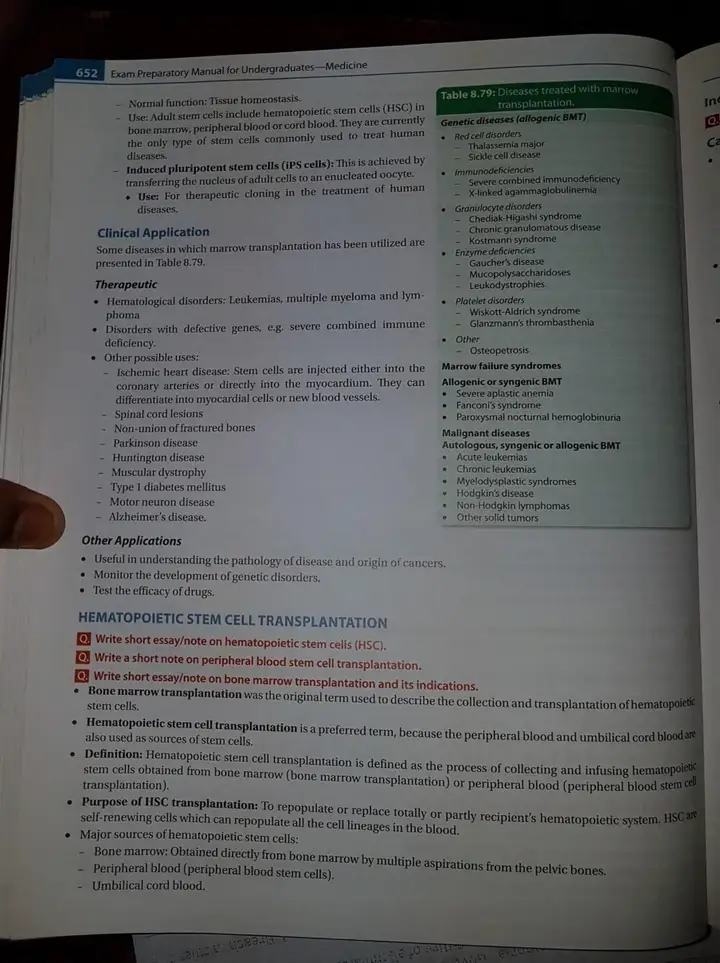 652 Exam Preparatory Manual for Undergraduates—Medicine
– Normal function: Tissue homeostasis.
– Use: Adult stem cells include hematopoietic stem cells (HSC) in
bone marrow, peripheral blood or cord blood. They are currently
the only type of stem cells commonly used to treat human
diseases.
– Induced pluripotent stem cells (iPS cells): This is achieved by
transferring the nucleus of adult cells to an enucleated oocyte.
• Use: For therapeutic cloning in the treatment of human
diseases.
Clinical Application
Some diseases in which marrow transplantation has been utilized are
presented in Table 8.79.
Therapeutic
• Hematological disorders: Leukemias, multiple myeloma and lym-
phoma
• Disorders with defective genes, e.g. severe combined immune
deficiency.
• Other possible uses:
– Ischemic heart disease: Stem cells are injected either into the
coronary arteries or directly into the myocardium. They can
differentiate into myocardial cells or new blood vessels.
– Spinal cord lesions
– Non-union of fractured bones
– Parkinson disease
– Huntington disease
– Muscular dystrophy
– Type 1 diabetes mellitus
– Motor neuron disease
– Alzheimer's disease.
Table 8.79: Diseases treated with marrow
transplantation.
Genetic diseases (allogenic BMT)
• Red cell disorders
– Thalassemia major
– Sickle cell disease
• Immunodeficiencies
– Severe combined immunodeficiency
– X-linked agammaglobulinemia
• Granulocyte disorders
– Chediak-Higashi syndrome
– Chronic granulomatous disease
– Kostmann syndrome
• Enzyme deficiencies
– Gaucher's disease
– Mucopolysaccharidoses
– Leukodystrophies
• Platelet disorders
– Wiskott-Aldrich syndrome
– Glanzmann's thrombasthenia
• Other
– Osteopetrosis
Marrow failure syndromes
Allogenic or syngenic BMT
• Severe aplastic anemia
• Fanconi's syndrome
• Paroxysmal nocturnal hemoglobinuria
Malignant diseases
Autologous, syngenic or allogenic BMT
• Acute leukemias
• Chronic leukemias
• Myelodysplastic syndromes
• Hodgkin's disease
• Non-Hodgkin lymphomas
• Other solid tumors
Other Applications
• Useful in understanding the pathology of disease and origin of cancers.
• Monitor the development of genetic disorders.
• Test the efficacy of drugs.
HEMATOPOIETIC STEM CELL TRANSPLANTATION
Q. Write short essay/note on hematopoietic stem cells (HSC).
Q. Write a short note on peripheral blood stem cell transplantation.
Q. Write short essay/note on bone marrow transplantation and its indications.
• Bone marrow transplantation was the original term used to describe the collection and transplantation of hematopoietic
stem cells.
• Hematopoietic stem cell transplantation is a preferred term, because the peripheral blood and umbilical cord blood are
also used as sources of stem cells.
• Definition: Hematopoietic stem cell transplantation is defined as the process of collecting and infusing hematopoietic
stem cells obtained from bone marrow (bone marrow transplantation) or peripheral blood (peripheral blood stem cell
transplantation).
• Purpose of HSC transplantation: To repopulate or replace totally or partly recipient's hematopoietic system. HSC are
self-renewing cells which can repopulate all the cell lineages in the blood.
• Major sources of hematopoietic stem cells:
– Bone marrow: Obtained directly from bone marrow by multiple aspirations from the pelvic bones.
– Peripheral blood (peripheral blood stem cells).
– Umbilical cord blood.